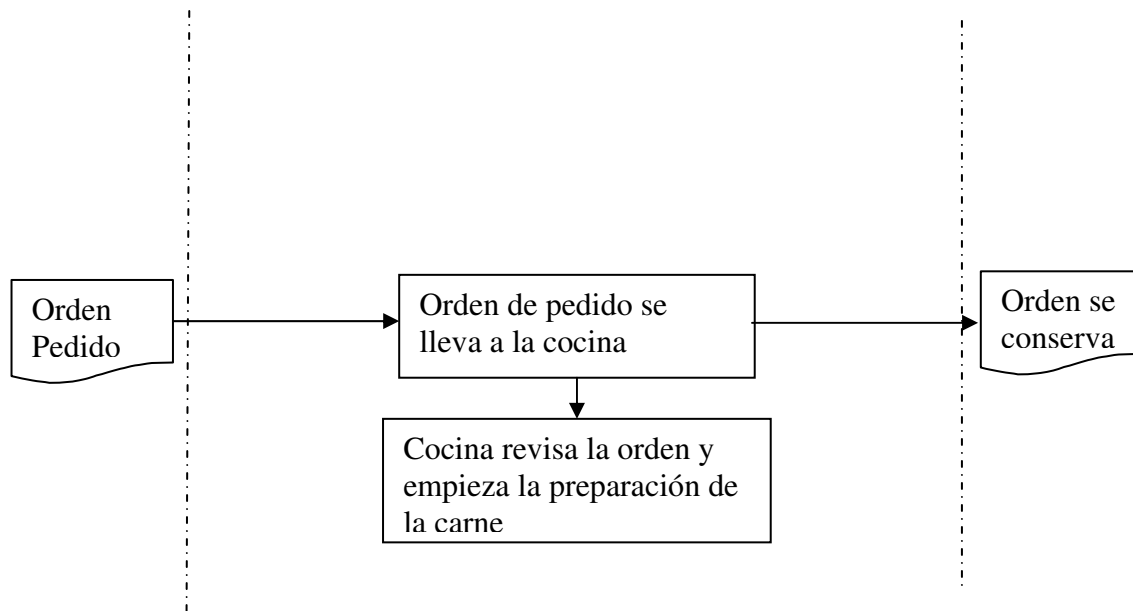 Orden
Pedido
Orden de pedido se
lleva a la cocina
Orden se
conserva
Cocina revisa la orden y
empieza la preparación de
la carne